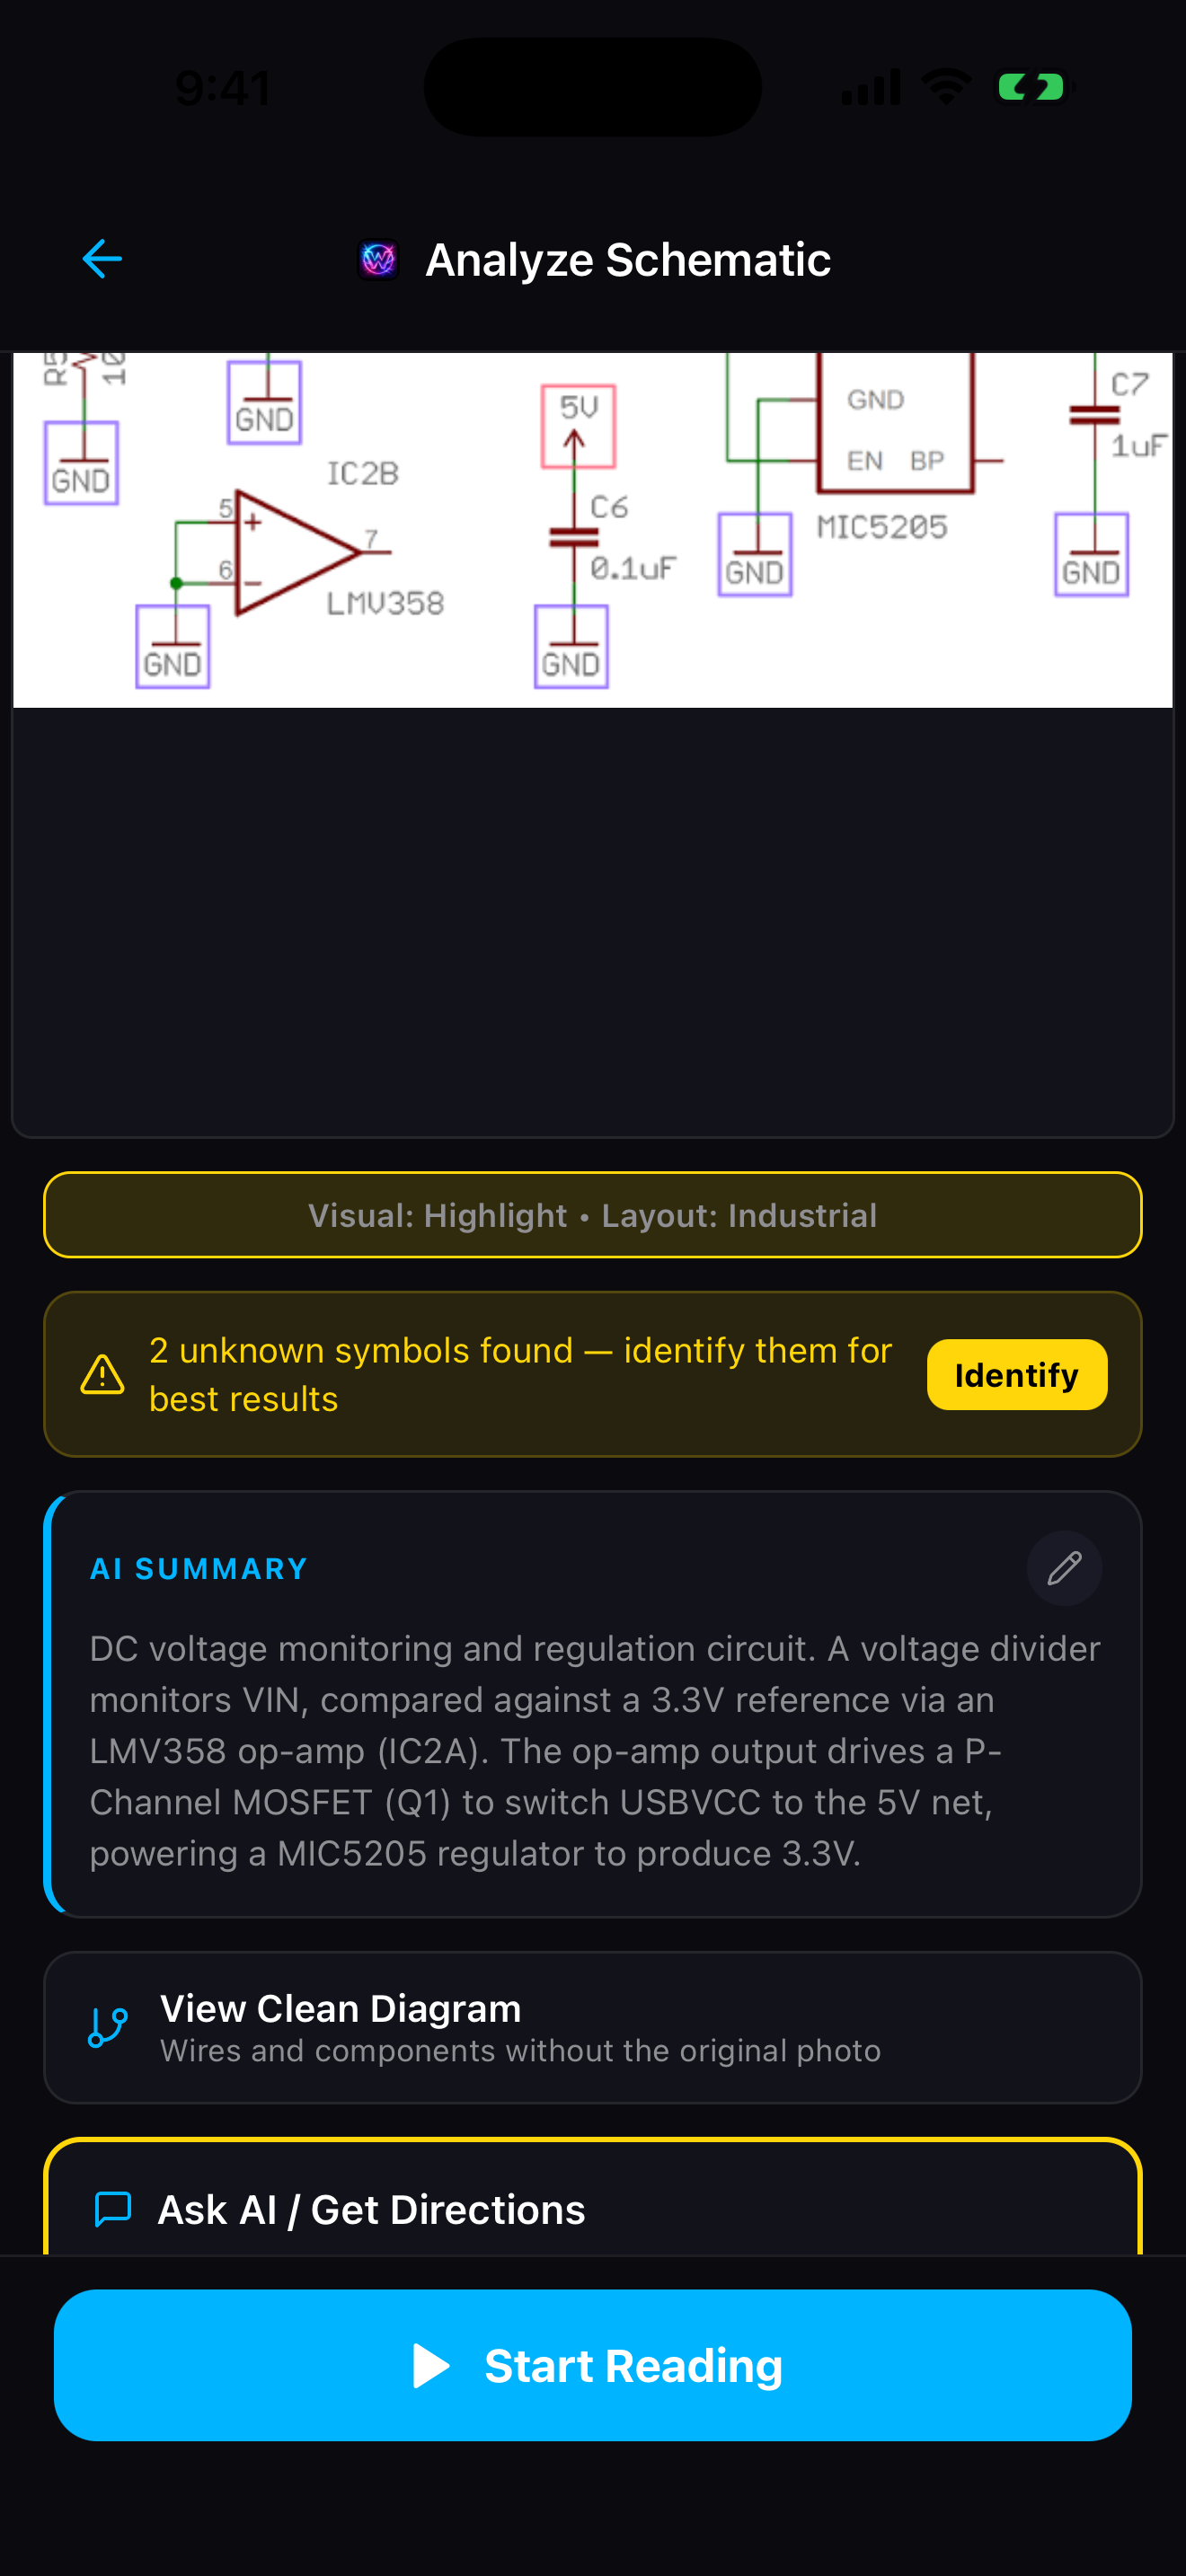 9:41
Analyze Schematic
R5
GND
GND
IC2B
5
+
6
−
7
LMV358
GND
5V
C6
0.1uF
GND
GND
EN BP
MIC5205
GND
C7
1uF
GND
Visual: Highlight • Layout: Industrial
2 unknown symbols found — identify them for
best results
Identify
AI SUMMARY
DC voltage monitoring and regulation circuit. A voltage divider
monitors VIN, compared against a 3.3V reference via an
LMV358 op-amp (IC2A). The op-amp output drives a P-
Channel MOSFET (Q1) to switch USBVCC to the 5V net,
powering a MIC5205 regulator to produce 3.3V.
View Clean Diagram
Wires and components without the original photo
Ask AI / Get Directions
Start Reading